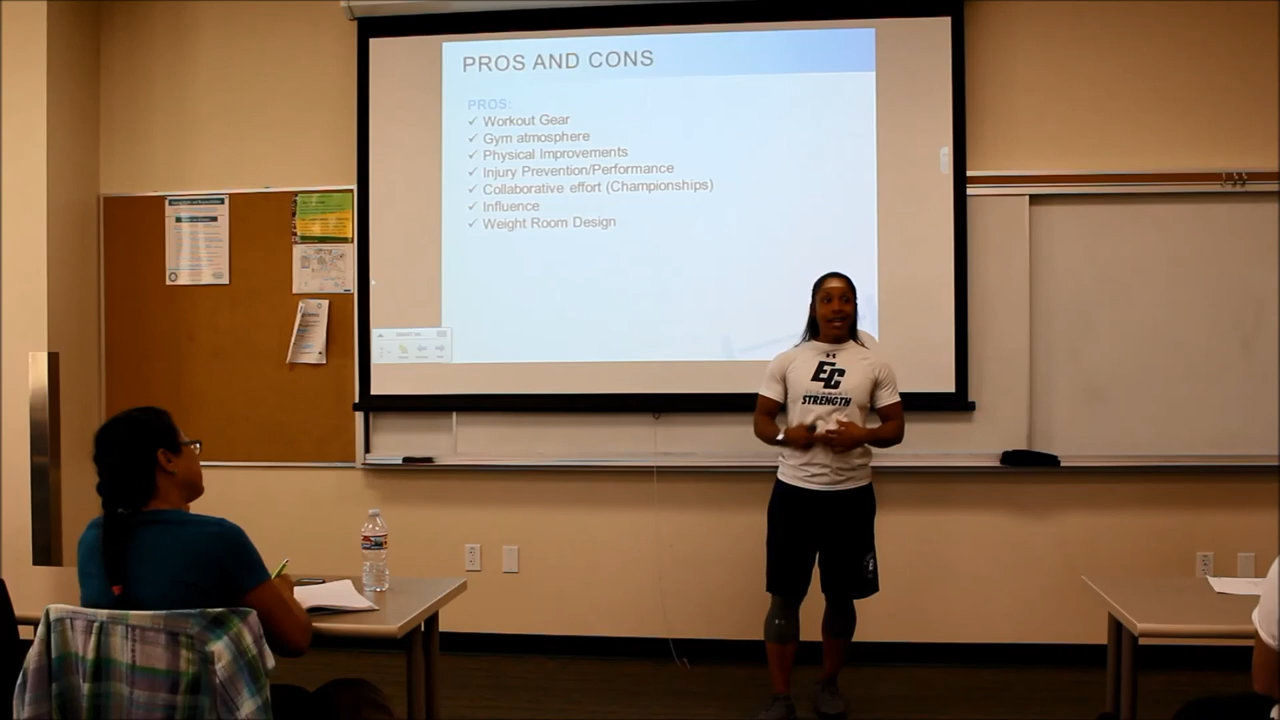 PROS AND CONS
PROS:
✓ Workout Gear
✓ Gym atmosphere
✓ Physical Improvements
✓ Injury Prevention/Performance
✓ Collaborative effort (Championships)
✓ Influence
✓ Weight Room Design
EC
STRENGTH